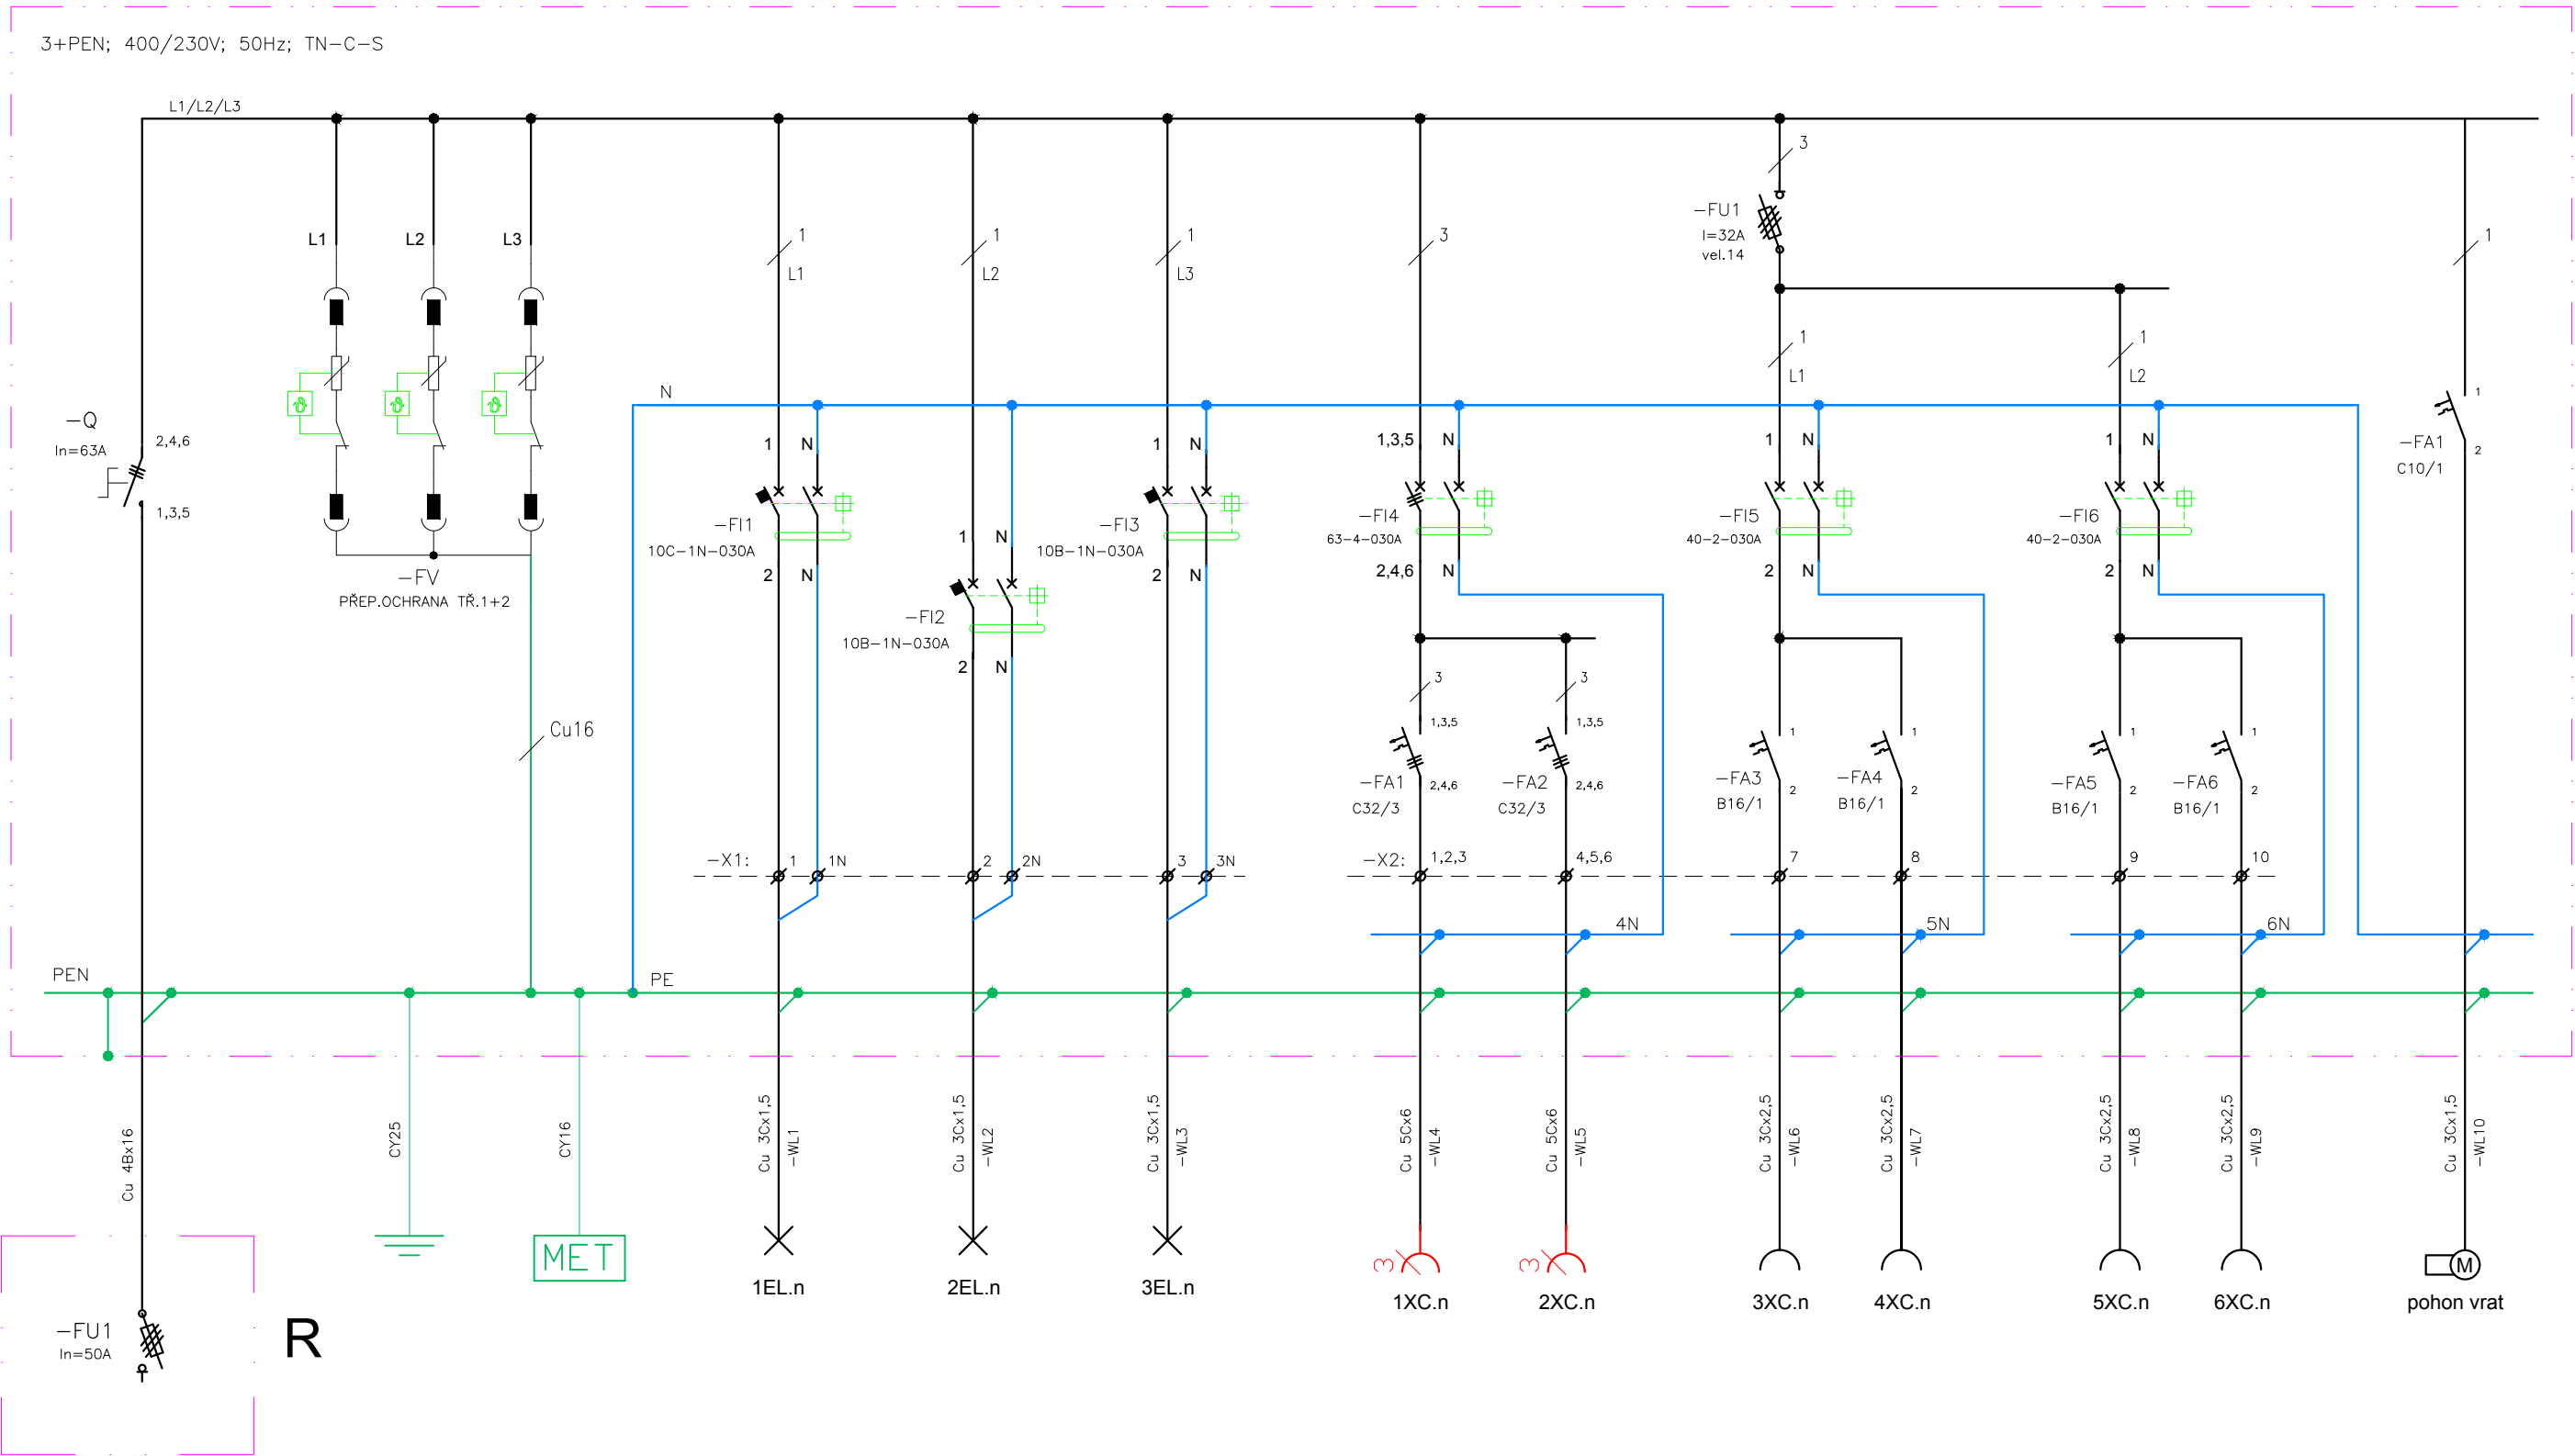 3+PEN; 400/230V; 50Hz; TN-C-S
L1/L2/L3
3
-FU1
I=32A
vel.14
L1
L2
L3
1
L1
1
L2
1
L3
3
1
1
L1
1
L2
N
-Q
In=63A
2,4,6
1,3,5
1
N
-FI1
10C-1N-030A
2
N
1
N
-FI2
10B-1N-030A
2
N
1
N
-FI3
10B-1N-030A
2
N
1,3,5
N
-FI4
63-4-030A
2,4,6
N
1
N
-FI5
40-2-030A
2
N
1
N
-FI6
40-2-030A
2
N
1
-FA1
C10/1
2
-FV
PŘEP.OCHRANA TŘ.1+2
Cu16
3
1,3,5
-FA1
2,4,6
C32/3
3
1,3,5
-FA2
2,4,6
C32/3
1
-FA3
B16/1
2
1
-FA4
B16/1
2
1
-FA5
B16/1
2
1
-FA6
B16/1
2
-X1:
1
1N
2
2N
3
3N
-X2:
1,2,3
4,5,6
7
8
9
10
4N
5N
6N
PEN
PE
Cu 4Bx16
CY25
CY16
Cu 3Cx1,5
-WL1
Cu 3Cx1,5
-WL2
Cu 3Cx1,5
-WL3
Cu 5Cx6
-WL4
Cu 5Cx6
-WL5
Cu 3Cx2,5
-WL6
Cu 3Cx2,5
-WL7
Cu 3Cx2,5
-WL8
Cu 3Cx2,5
-WL9
Cu 3Cx1,5
-WL10
MET
3
3
M
1EL.n
2EL.n
3EL.n
1XC.n
2XC.n
3XC.n
4XC.n
5XC.n
6XC.n
pohon vrat
-FU1
In=50A
R